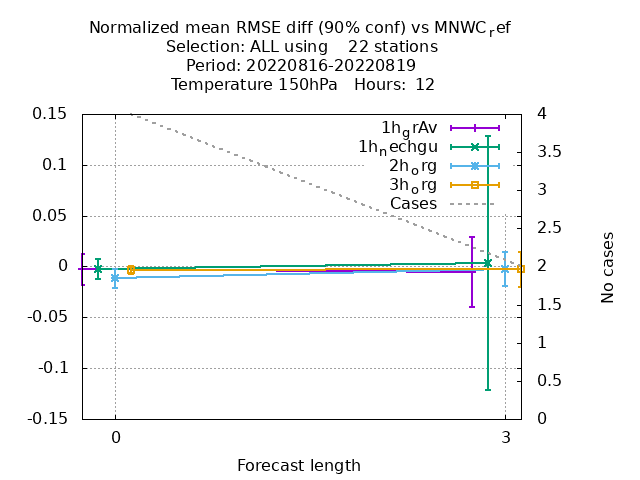 Normalized mean RMSE diff (90% conf) vs MNWC_ref
Selection: ALL using    22 stations
Period: 20220816-20220819
Temperature 150hPa   Hours: 12
0.15
0.1
0.05
0
-0.05
-0.1
-0.15
4
3.5
3
2.5
2
1.5
1
0.5
0
1h_grAv
1h_nechgu
2h_org
3h_org
Cases
No cases
0
3
Forecast length